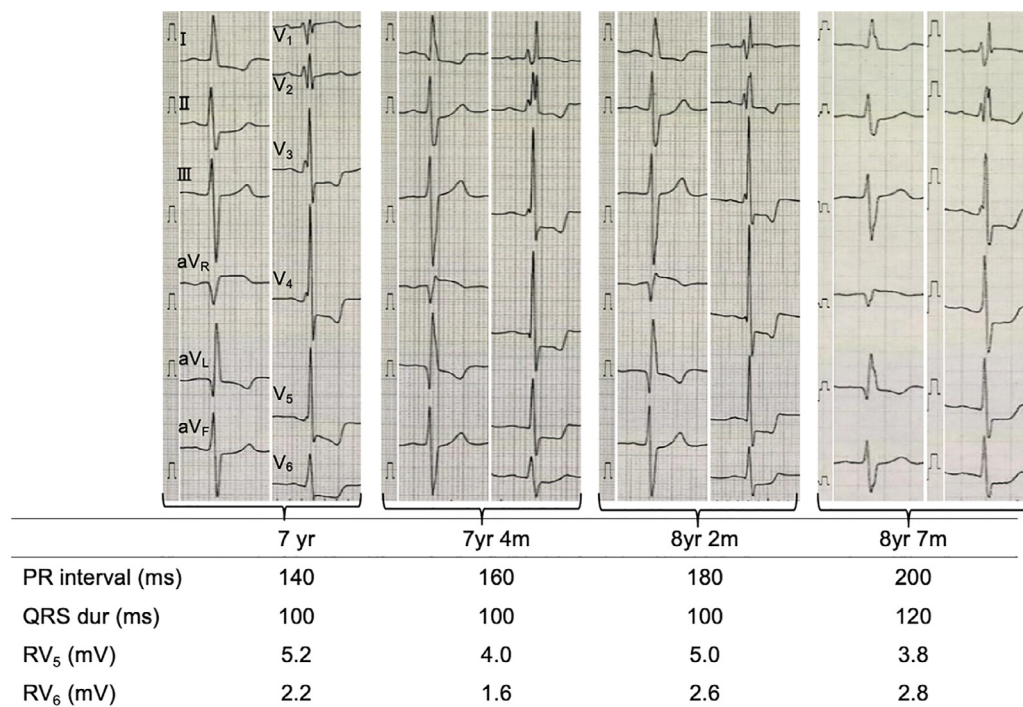 I
II
III
aVR
aVL
aVF
V1
V2
V3
V4
V5
V6
7 yr 7yr 4m 8yr 2m 8yr 7m
PR interval (ms) 140 160 180 200
QRS dur (ms) 100 100 100 120
RV5 (mV) 5.2 4.0 5.0 3.8
RV6 (mV) 2.2 1.6 2.6 2.8